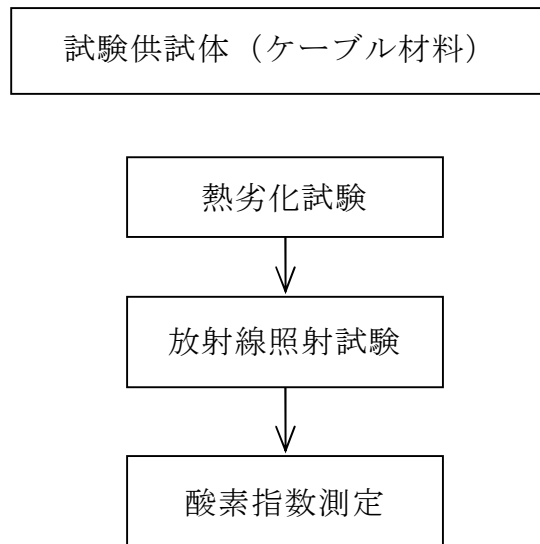 試験供試体（ケーブル材料）
熱劣化試験
放射線照射試験
酸素指数測定